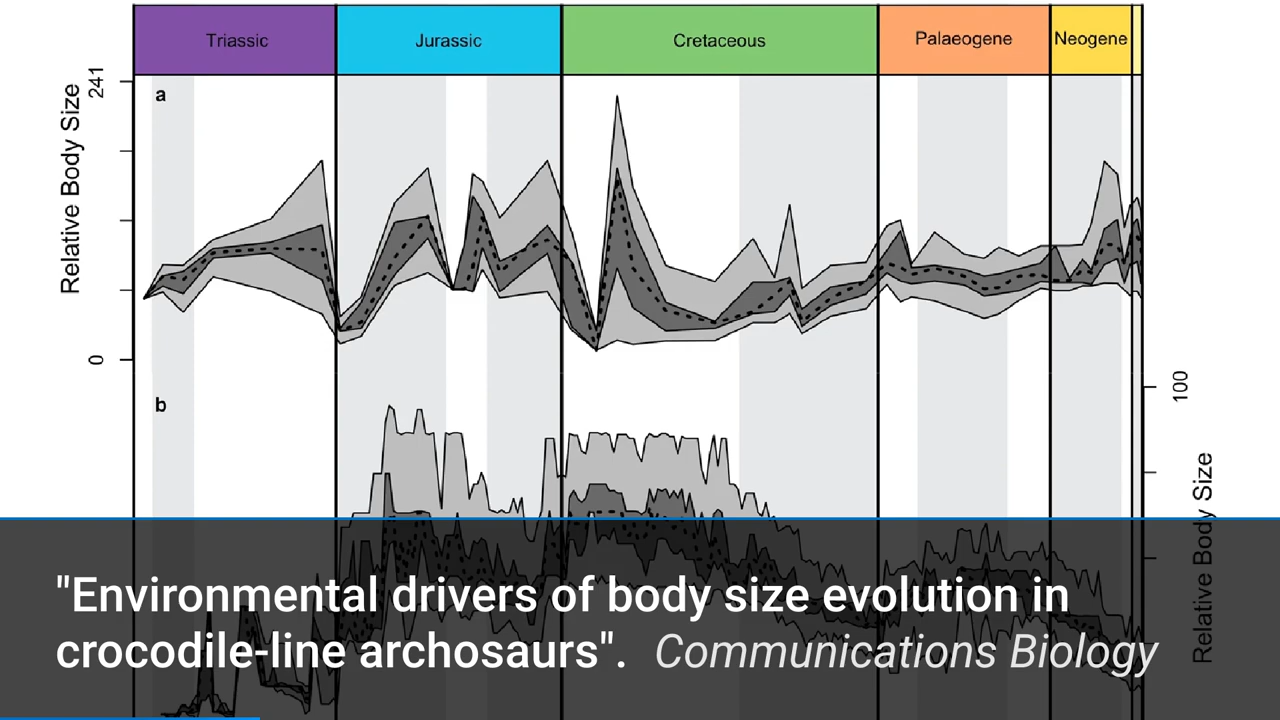 Triassic
Jurassic
Cretaceous
Palaeogene
Neogene
241
Relative Body Size
a
0
b
100
Relative Body Size
"Environmental drivers of body size evolution in
crocodile-line archosaurs". Communications Biology